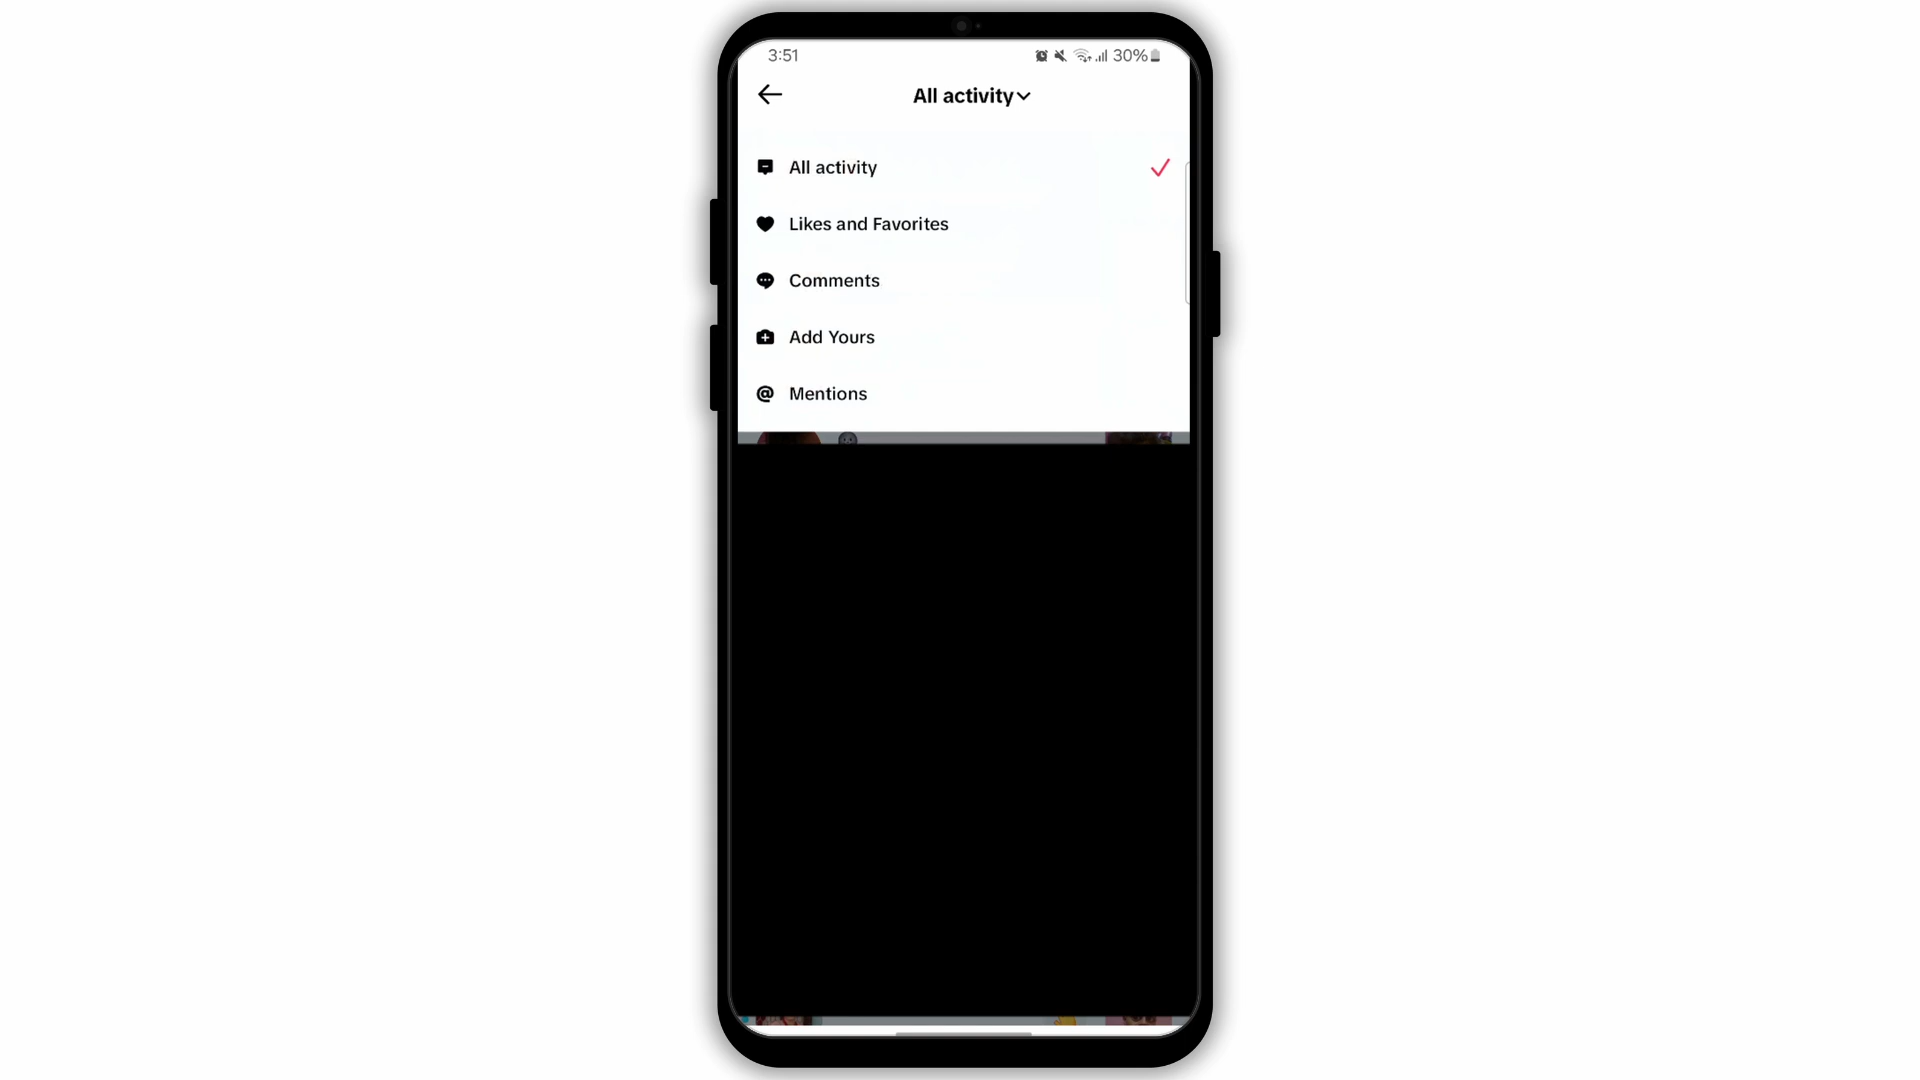 3:51
30%
All activity
All activity
Likes and Favorites
Comments
Add Yours
Mentions